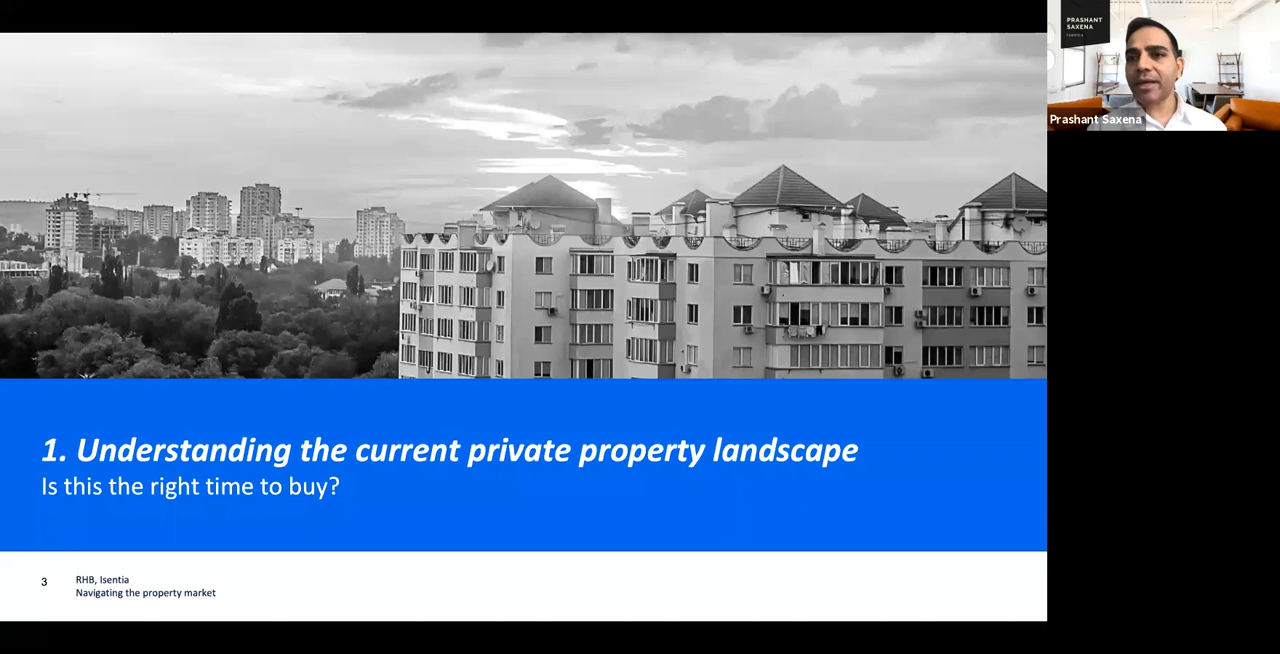 PRASHANT
SAXENA
Prashant Saxena
1. Understanding the current private property landscape
Is this the right time to buy?
3
RHB, Isentia
Navigating the property market